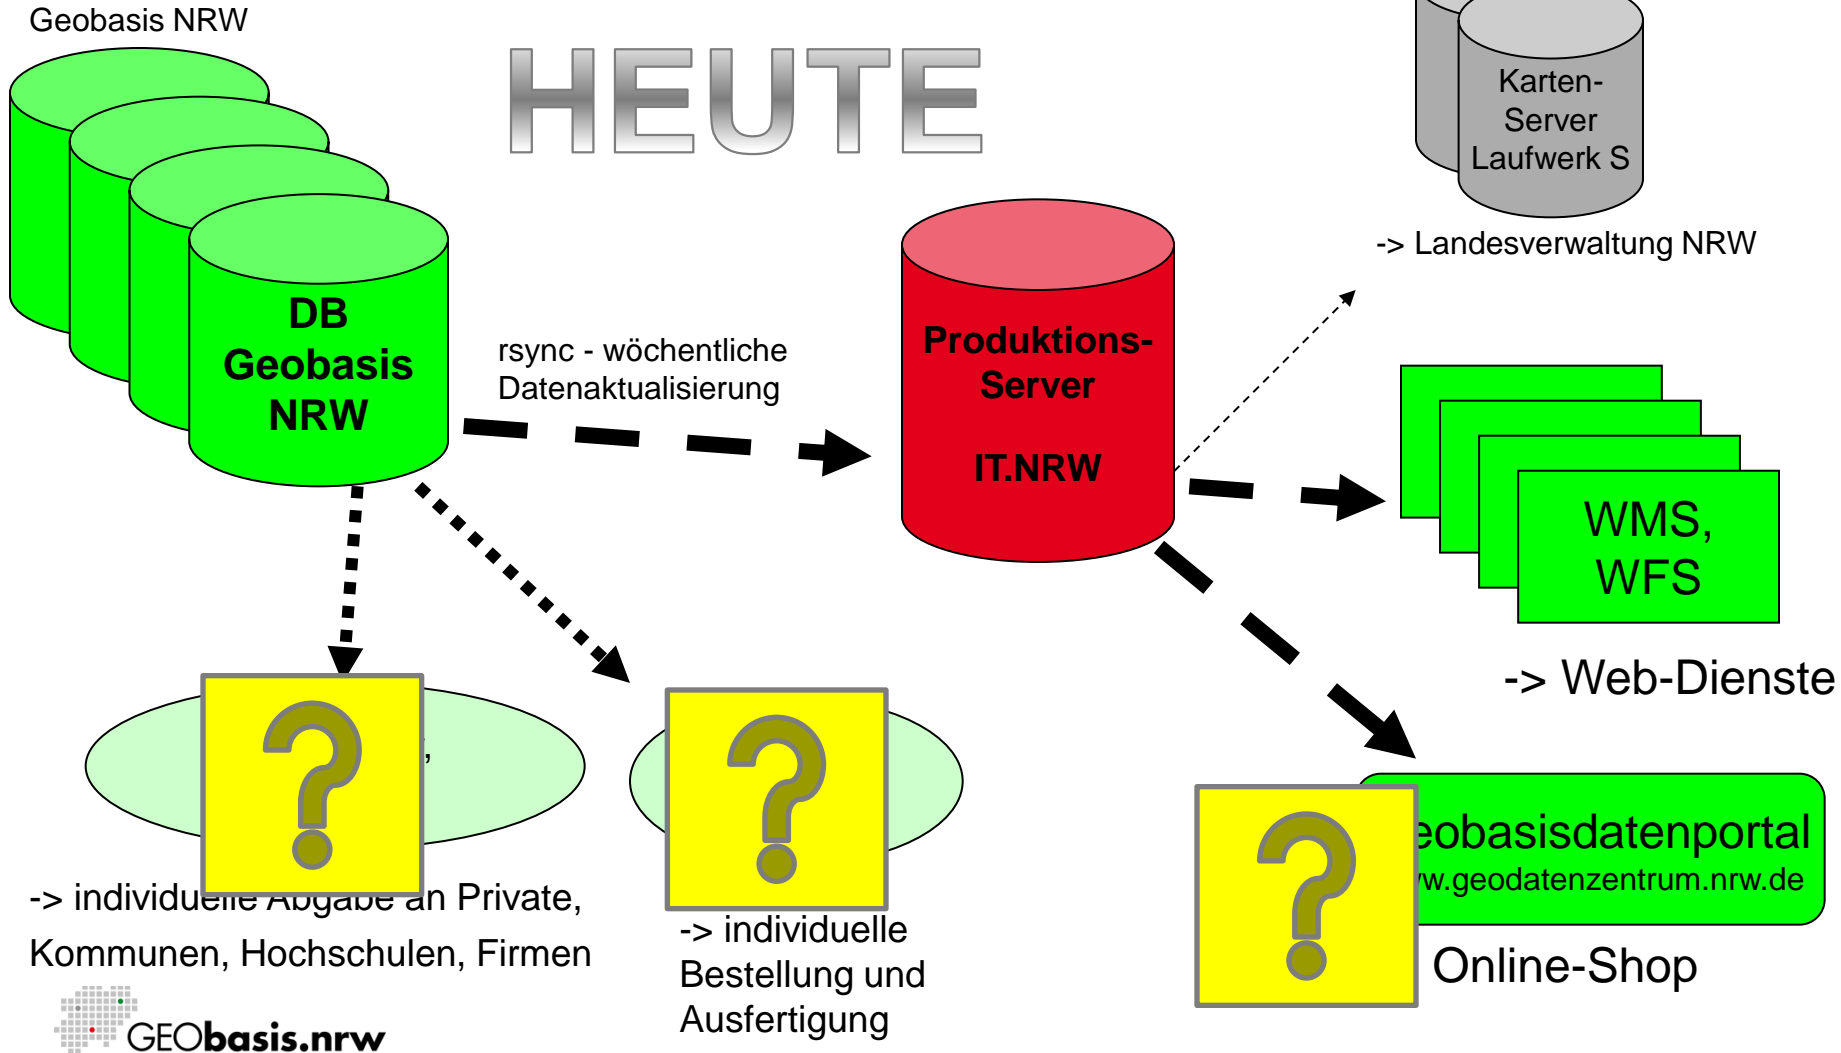 Geobasis NRW
HEUTE
Karten-
Server
Laufwerk S
-> Landesverwaltung NRW
DB
Geobasis
NRW
rsync - wöchentliche
Datenaktualisierung
Produktions-
Server
IT.NRW
WMS,
WFS
-> Web-Dienste
?
?
?
eobasisdatenportal
w.geodatenzentrum.nrw.de
Online-Shop
-> individuelle Abgabe an Private,
Kommunen, Hochschulen, Firmen
-> individuelle
Bestellung und
Ausfertigung
GEObasis.nrw